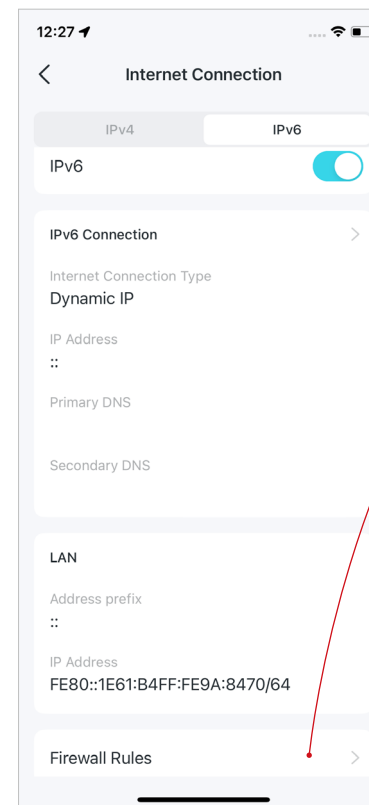 12:27
Internet Connection
IPv4 IPv6
IPv6
IPv6 Connection
Internet Connection Type
Dynamic IP
IP Address
::
Primary DNS
Secondary DNS
LAN
Address prefix
::
IP Address
FE80::1E61:B4FF:FE9A:8470/64
Firewall Rules